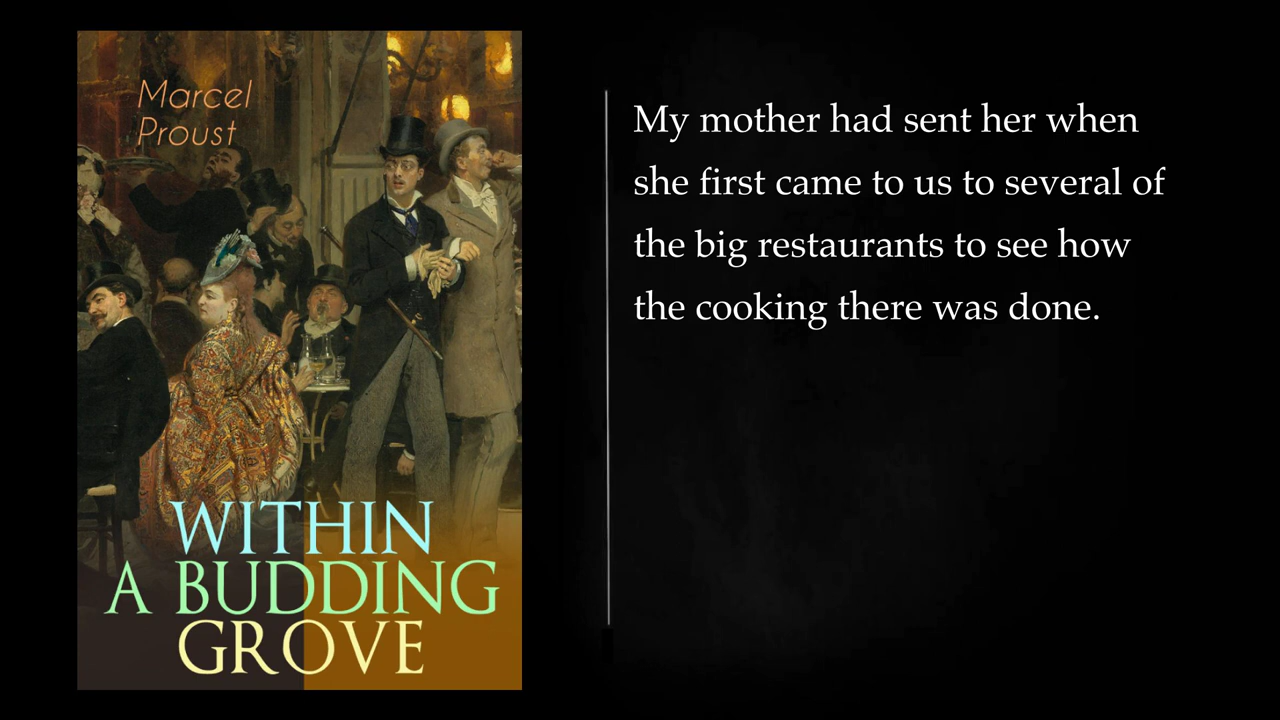 Marcel
Proust
WITHIN
A BUDDING
GROVE
My mother had sent her when
she first came to us to several of
the big restaurants to see how
the cooking there was done.